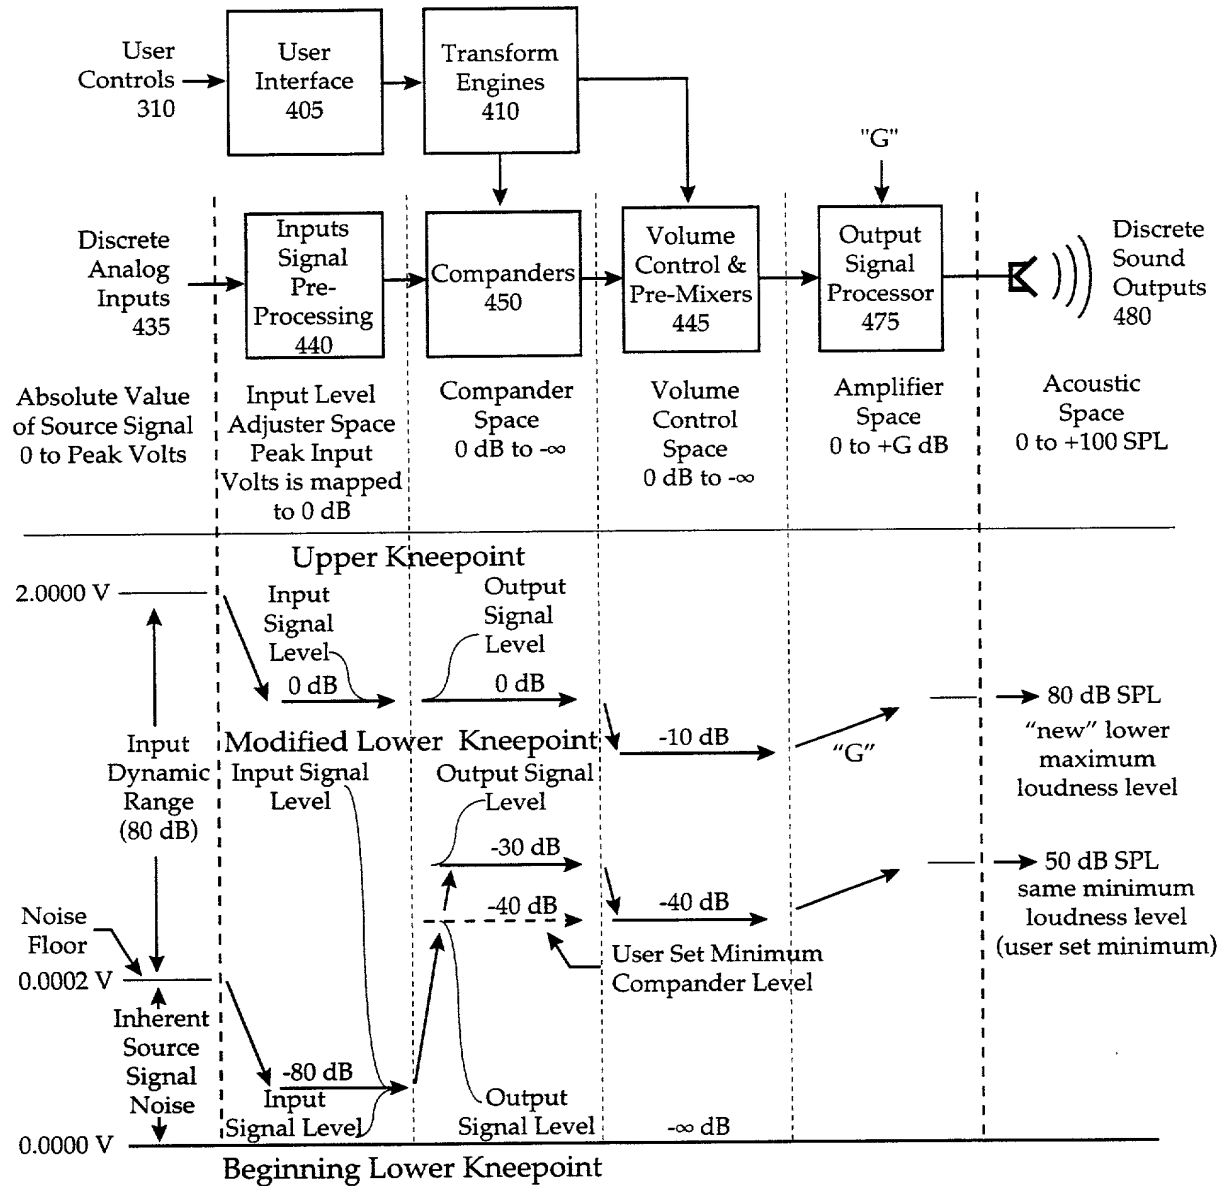 User
Controls
310
User
Interface
405
Transform
Engines
410
"G"
Discrete
Analog
Inputs
435
Inputs
Signal
Pre-
Processing
440
Companders
450
Volume
Control &
Pre-Mixers
445
Output
Signal
Processor
475
Discrete
Sound
Outputs
480
Absolute Value
of Source Signal
0 to Peak Volts
Input Level
Adjuster Space
Peak Input
Volts is mapped
to 0 dB
Compander
Space
0 dB to -∞
Volume
Control
Space
0 dB to -∞
Amplifier
Space
0 to +G dB
Acoustic
Space
0 to +100 SPL
Upper Kneepoint
2.0000 V
Input
Signal
Level
0 dB
Output
Signal
Level
0 dB
-10 dB
“G”
80 dB SPL
“new” lower
maximum
loudness level
Input
Dynamic
Range
(80 dB)
Modified Lower Kneepoint
Input Signal
Level
Output Signal
Level
-30 dB
-40 dB
-40 dB
50 dB SPL
same minimum
loudness level
(user set minimum)
User Set Minimum
Compander Level
Noise
Floor
0.0002 V
Inherent
Source
Signal
Noise
-80 dB
Input
Signal Level
Output
Signal Level
-∞ dB
0.0000 V
Beginning Lower Kneepoint